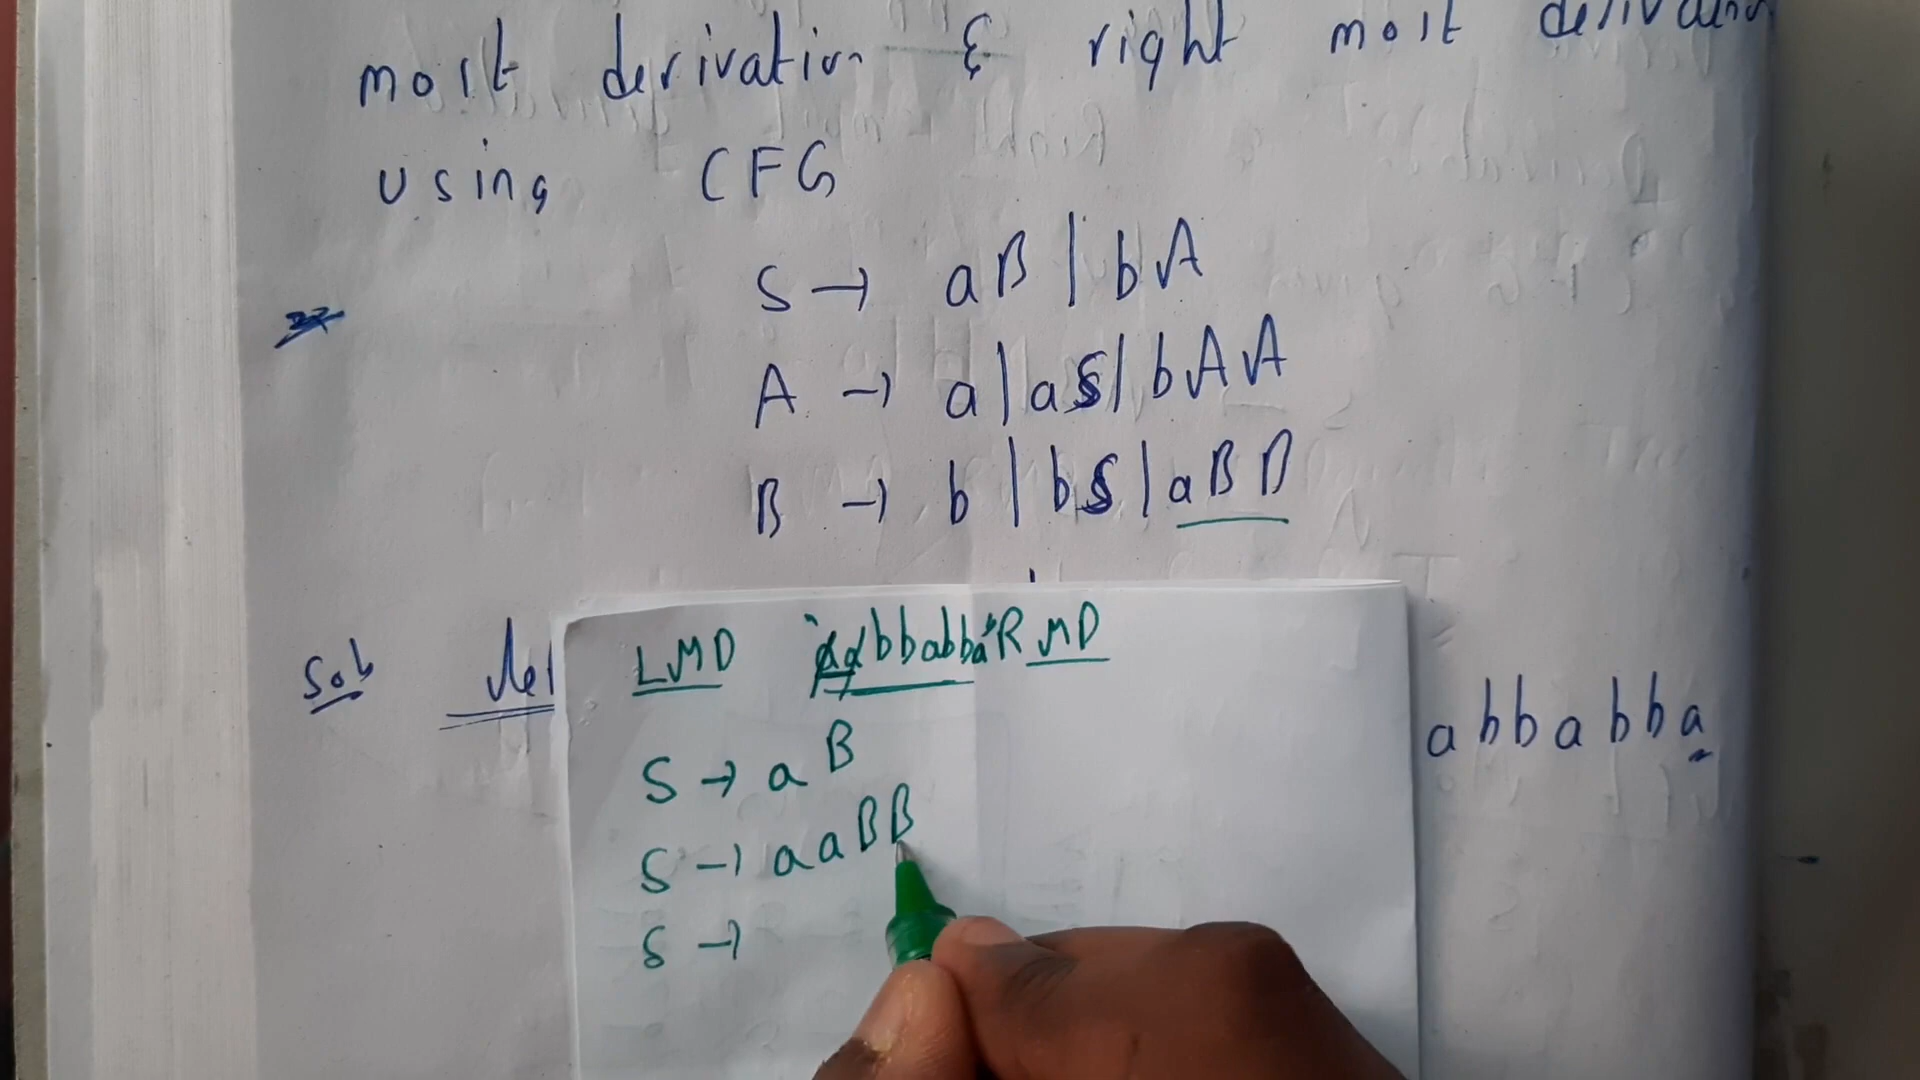 most derivation & right most derivation
using CFG
S → aB | bA
A → a | aS | bAA
B → b | bS | aBB
LMD aabbabba RMD
Sol
S → aB
abbabba
S → aaBB
S →